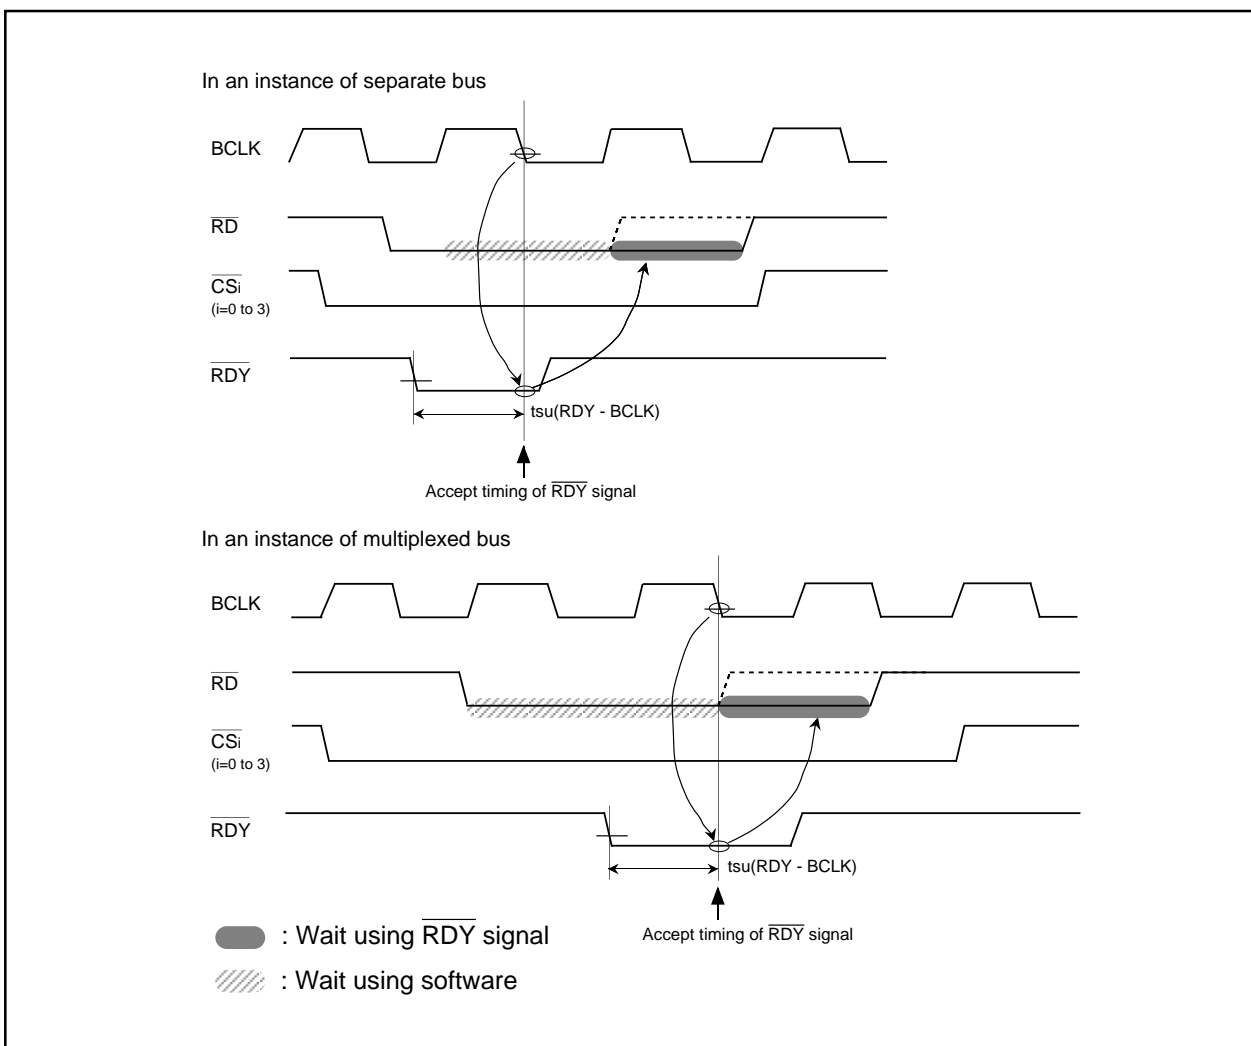 In an instance of separate bus
BCLK
RD
CSi
(i=0 to 3)
RDY
tsu(RDY - BCLK)
Accept timing of RDY signal
In an instance of multiplexed bus
BCLK
RD
CSi
(i=0 to 3)
RDY
tsu(RDY - BCLK)
Accept timing of RDY signal
: Wait using RDY signal
: Wait using software